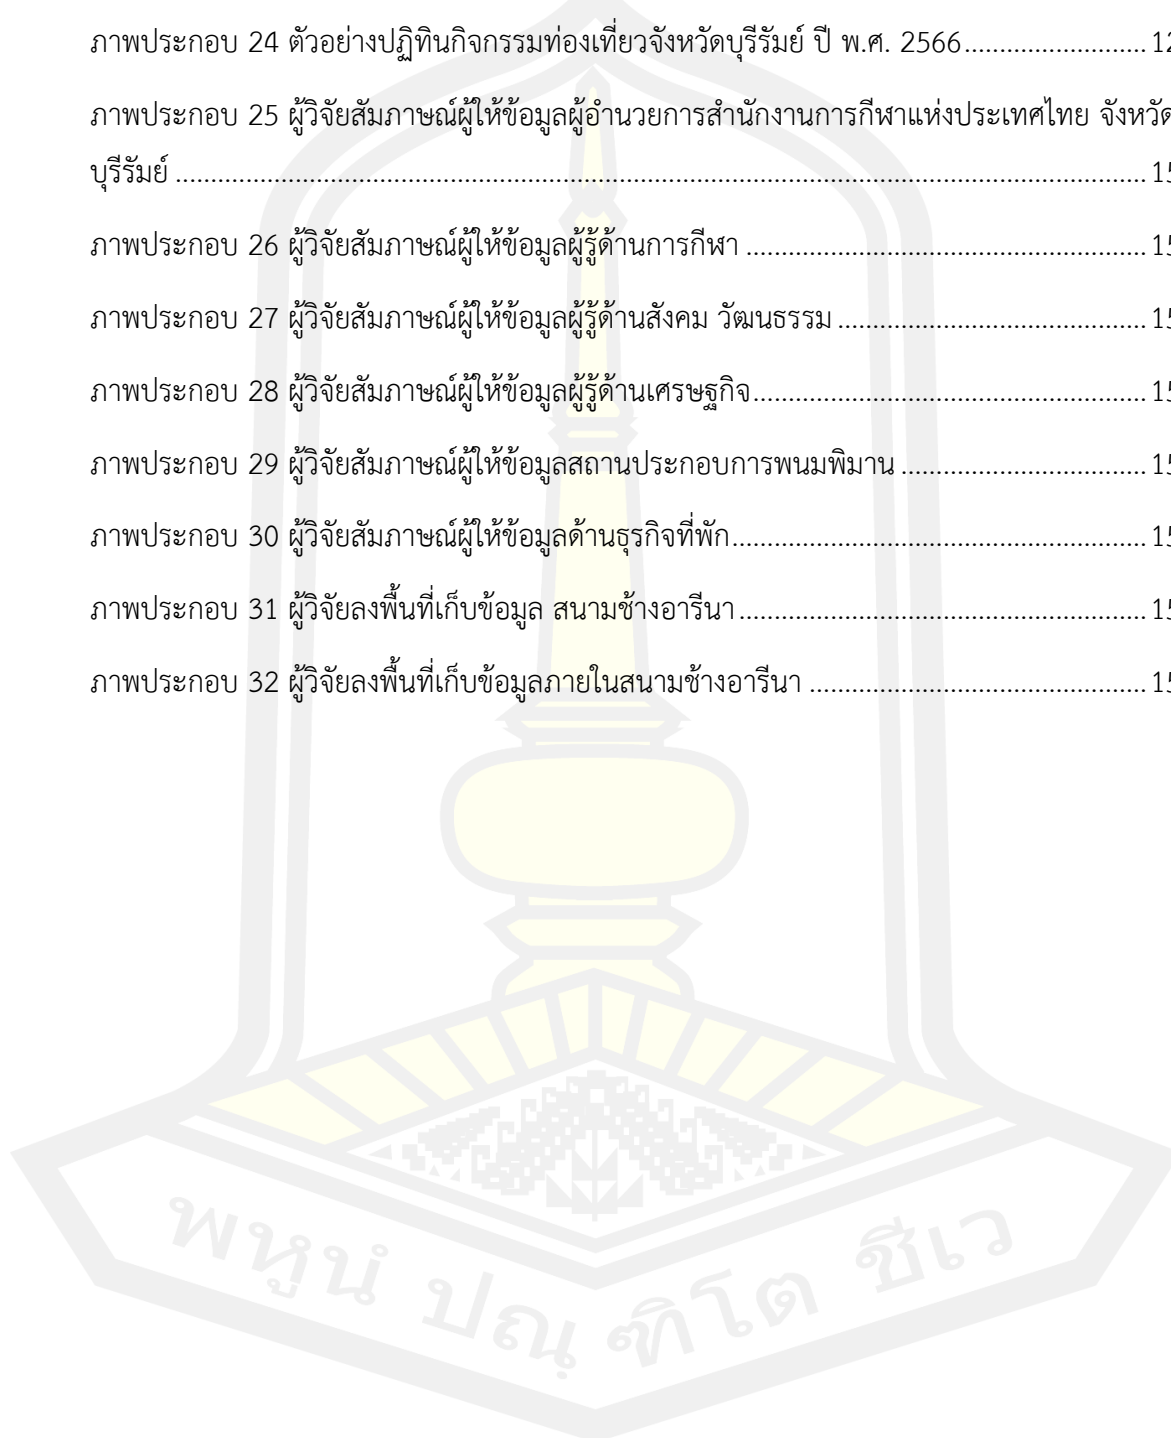 ภาพประกอบ 24 ตัวอย่างปฏิทินกิจกรรมท่องเที่ยวจังหวัดบุรีรัมย์ ปี พ.ศ. 2566......................... 12
ภาพประกอบ 25 ผู้วิจัยสัมภาษณ์ผู้ให้ข้อมูลผู้อำนวยการสำนักงานการกีฬาแห่งประเทศไทย จังหวัด
บุรีรัมย์ ........................................................................................................................................ 15
ภาพประกอบ 26 ผู้วิจัยสัมภาษณ์ผู้ให้ข้อมูลผู้รู้ด้านการกีฬา ........................................................ 15
ภาพประกอบ 27 ผู้วิจัยสัมภาษณ์ผู้ให้ข้อมูลผู้รู้ด้านสังคม วัฒนธรรม ........................................... 15
ภาพประกอบ 28 ผู้วิจัยสัมภาษณ์ผู้ให้ข้อมูลผู้รู้ด้านเศรษฐกิจ....................................................... 15
ภาพประกอบ 29 ผู้วิจัยสัมภาษณ์ผู้ให้ข้อมูลสถานประกอบการพนมพิมาน .................................. 15
ภาพประกอบ 30 ผู้วิจัยสัมภาษณ์ผู้ให้ข้อมูลด้านธุรกิจที่พัก.......................................................... 15
ภาพประกอบ 31 ผู้วิจัยลงพื้นที่เก็บข้อมูล สนามช้างอารีนา ......................................................... 15
ภาพประกอบ 32 ผู้วิจัยลงพื้นที่เก็บข้อมูลภายในสนามช้างอารีนา ............................................... 15
พหูนํ ปณฺฑิโต ชีเว